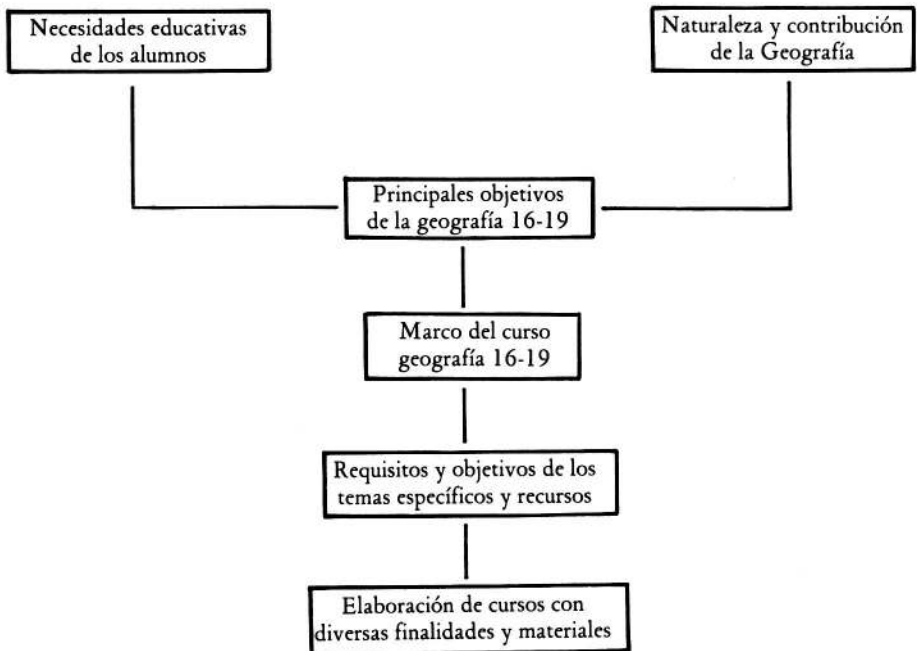 Necesidades educativas
de los alumnos
Naturaleza y contribución
de la Geografía
Principales objetivos
de la geografía 16-19
Marco del curso
geografía 16-19
Requisitos y objetivos de los
temas específicos y recursos
Elaboración de cursos con
diversas finalidades y materiales